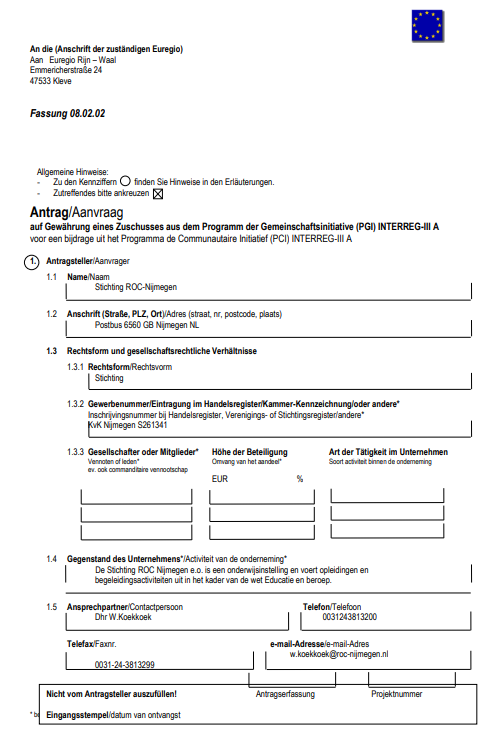 An die (Anschrift der zuständigen Euregio)
Aan Euregio Rijn – Waal
Emmericherstraße 24
47533 Kleve
Fassung 08.02.02
Allgemeine Hinweise:
- Zu den Kennziffern finden Sie Hinweise in den Erläuterungen.
- Zutreffendes bitte ankreuzen
Antrag/Aanvraag
auf Gewährung eines Zuschusses aus dem Programm der Gemeinschaftsinitiative (PGI) INTERREG-III A
voor een bijdrage uit het Programma de Communautaire Initiatief (PCI) INTERREG-III A
1. Antragsteller/Aanvrager
1.1 Name/Naam
Stichting ROC-Nijmegen
1.2 Anschrift (Straße, PLZ, Ort)/Adres (straat, nr, postcode, plaats)
Postbus 6560 GB Nijmegen NL
1.3 Rechtsform und gesellschaftsrechtliche Verhältnisse
1.3.1 Rechtsform/Rechtsvorm
Stichting
1.3.2 Gewerbenummer/Eintragung im Handelsregister/Kammer-Kennzeichnung/oder andere*
Inschrijvingsnummer bij Handelsregister, Verenigings- of Stichtingsregister/andere*
KvK Nijmegen S261341
1.3.3 Gesellschafter oder Mitglieder* Höhe der Beteiligung Art der Tätigkeit im Unternehmen
Vennoten of leden* Omvang van het aandeel* Soort activiteit binnen de onderneming
ev. ook commanditaire vennootschap
EUR %
1.4 Gegenstand des Unternehmens*/Activiteit van de onderneming*
De Stichting ROC Nijmegen e.o. is een onderwijsinstelling en voert opleidingen en
begeleidingsactiviteiten uit in het kader van de wet Educatie en beroep.
1.5 Ansprechpartner/Contactpersoon Telefon/Telefoon
Dhr W.Koekkoek 0031243813200
Telefax/Faxnr. e-mail-Adresse/e-mail-Adres
w.koekkoek@roc-nijmegen.nl
0031-24-3813299
Nicht vom Antragsteller auszufüllen! Antragserfassung Projektnummer
* be Eingangsstempel/datum van ontvangst